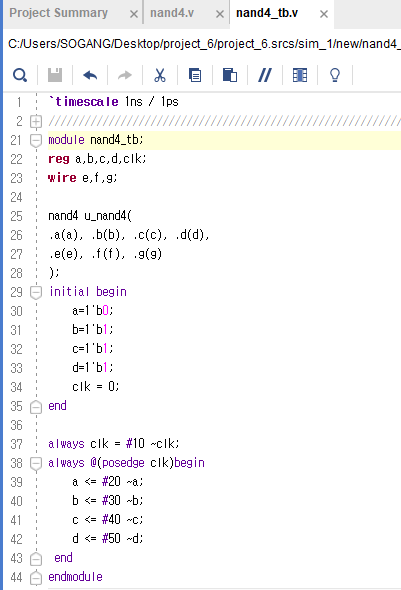 Project Summary × nand4.v × nand4_tb.v ×
C:/Users/SOGANG/Desktop/project_6/project_6.srcs/sim_1/new/nand4_
1 `timescale 1ns / 1ps
2 ////////////////////////////////////////////////////////////
21 module nand4_tb;
22 reg a,b,c,d,clk;
23 wire e,f,g;
24
25 nand4 u_nand4(
26 .a(a), .b(b), .c(c), .d(d),
27 .e(e), .f(f), .g(g)
28 );
29 initial begin
30 a=1'b0;
31 b=1'b1;
32 c=1'b1;
33 d=1'b1;
34 clk = 0;
35 end
36
37 always clk = #10 ~clk;
38 always @(posedge clk)begin
39 a <= #20 ~a;
40 b <= #30 ~b;
41 c <= #40 ~c;
42 d <= #50 ~d;
43 end
44 endmodule